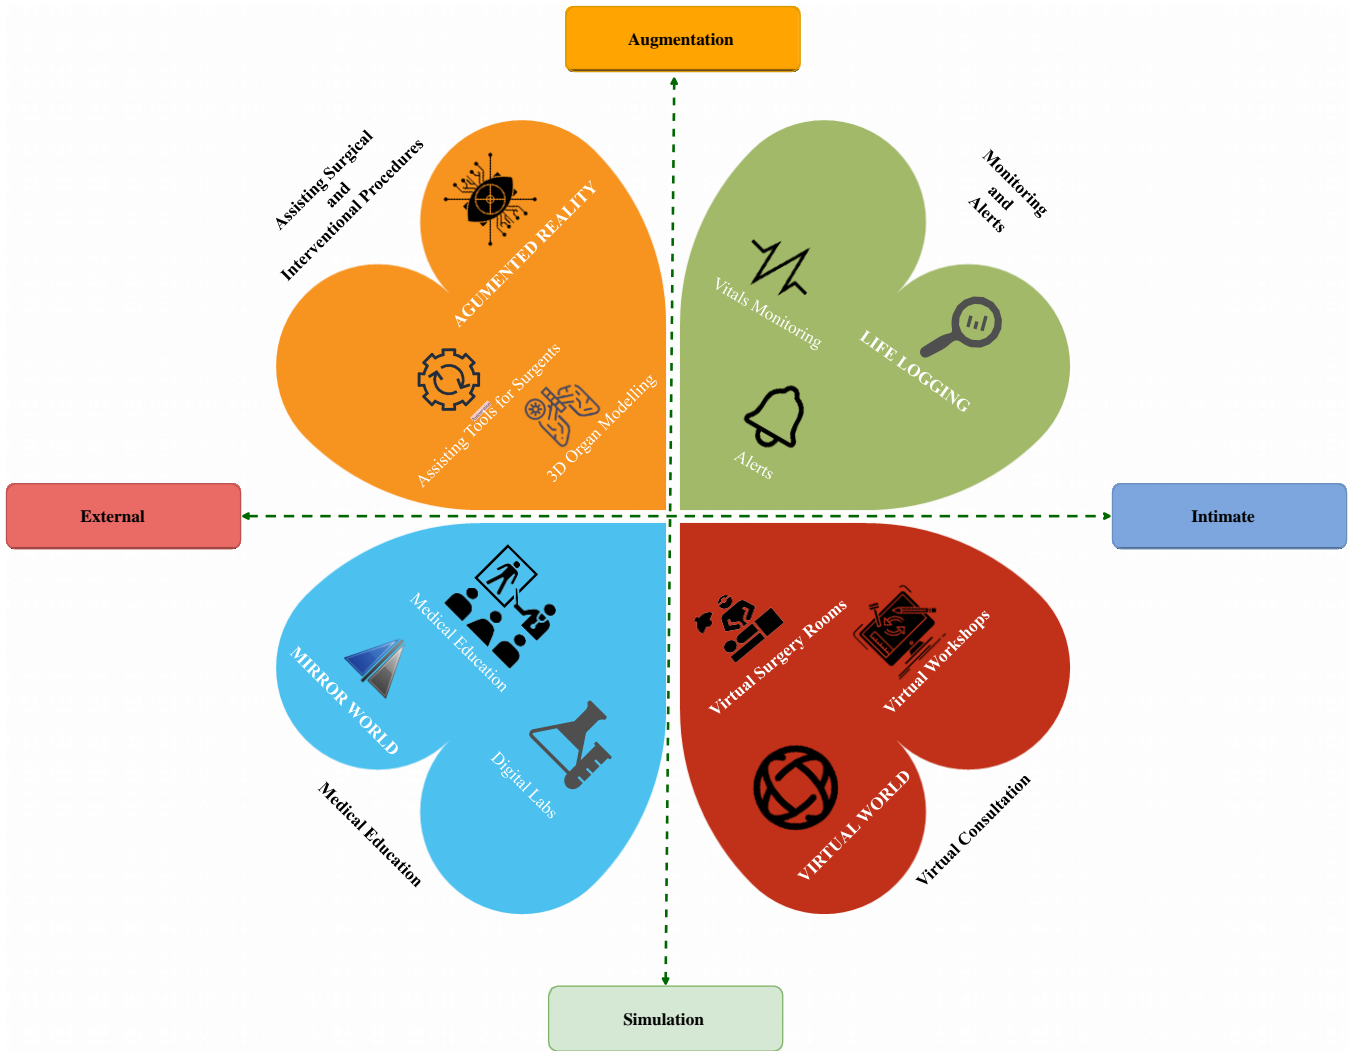 Augmentation
Assisting Surgical
and
Interventional Procedures
AGUMENTED REALITY
Assisting Tools for Surgents
3D Organ Modelling
Monitoring
and
Alerts
Vitals Monitoring
LIFE LOGGING
Alerts
External
Intimate
Medical Education
MIRROR WORLD
Digital Labs
Medical Education
Virtual Surgery Rooms
Virtual Workshops
VIRTUAL WORLD
Virtual Consultation
Simulation